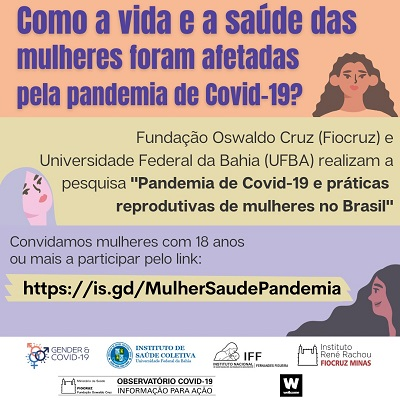 Como a vida e a saúde das
mulheres foram afetadas
pela pandemia de Covid-19?
Fundação Oswaldo Cruz (Fiocruz) e
Universidade Federal da Bahia (UFBA) realizam a
pesquisa "Pandemia de Covid-19 e práticas
reprodutivas de mulheres no Brasil"
Convidamos mulheres com 18 anos
ou mais a participar pelo link:
https://is.gd/MulherSaudePandemia
GENDER &
COVID-19
INSTITUTO DE
SAÚDE COLETIVA
Universidade Federal da Bahia
IFF
INSTITUTO NACIONAL
FERNANDES FIGUEIRA
Instituto
René Rachou
FIOCRUZ MINAS
Ministério da Saúde
FIOCRUZ
Fundação Oswaldo Cruz
OBSERVATÓRIO COVID-19
INFORMAÇÃO PARA AÇÃO
W